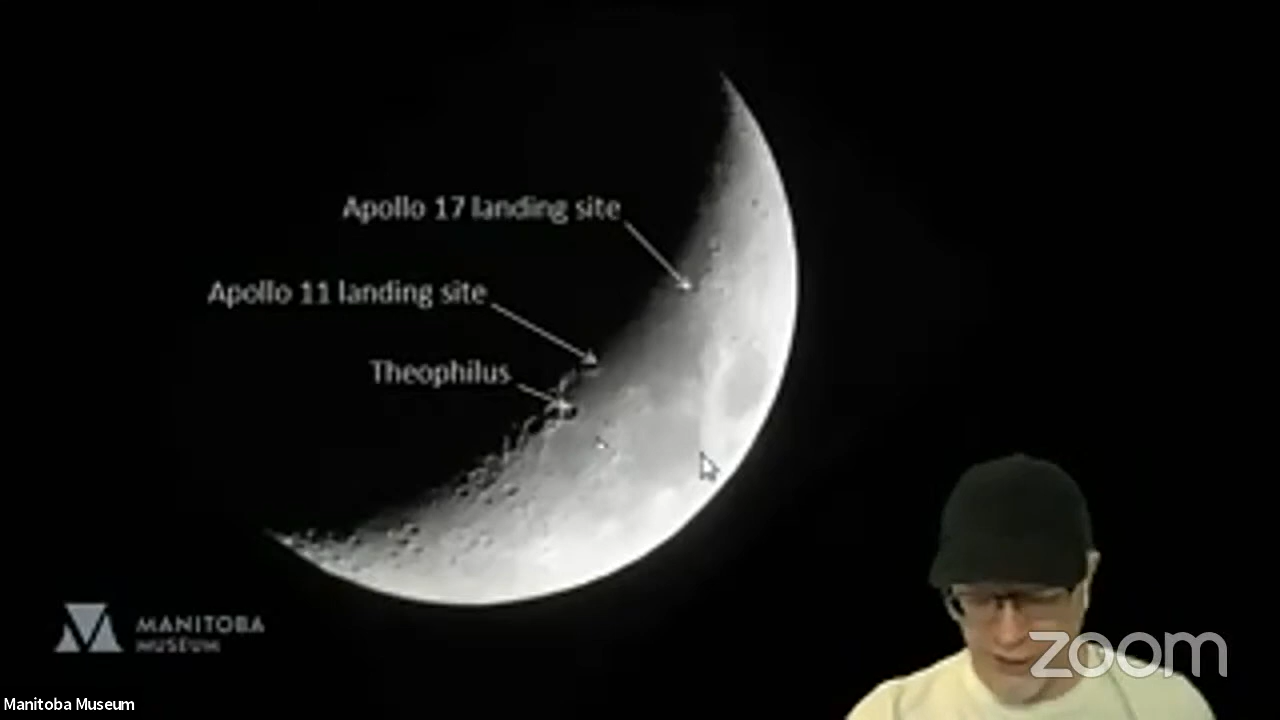 Apollo 17 landing site
Apollo 11 landing site
Theophilus
MANITOBA
MUSEUM
zoom
Manitoba Museum